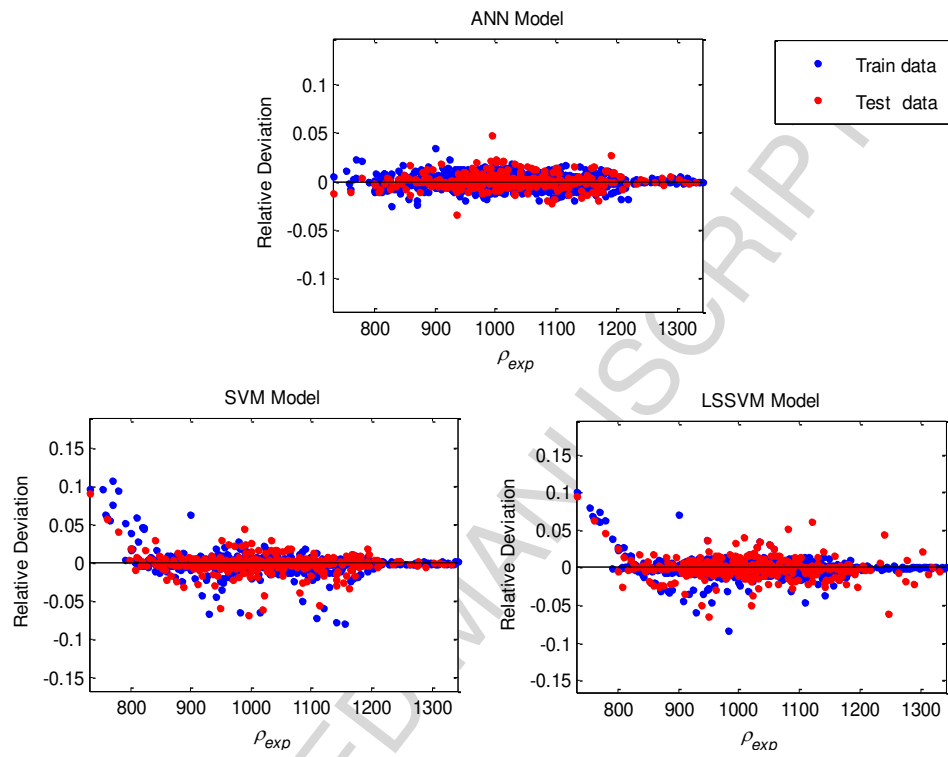 ANN Model
Relative Deviation
0.1
0.05
0
-0.05
-0.1
800 900 1000 1100 1200 1300
ρexp
Train data
Test data
SVM Model
Relative Deviation
0.15
0.1
0.05
0
-0.05
-0.1
-0.15
800 900 1000 1100 1200 1300
ρexp
LSSVM Model
Relative Deviation
0.15
0.1
0.05
0
-0.05
-0.1
-0.15
800 900 1000 1100 1200 1300
ρexp
ED MANUSCRIPT